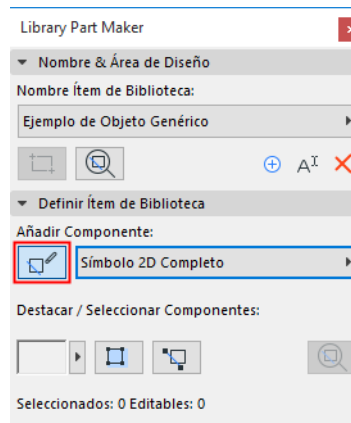 Library Part Maker
Nombre & Área de Diseño
Nombre Ítem de Biblioteca:
Ejemplo de Objeto Genérico
Definir Ítem de Biblioteca
Añadir Componente:
Símbolo 2D Completo
Destacar / Seleccionar Componentes:
Seleccionados: 0 Editables: 0